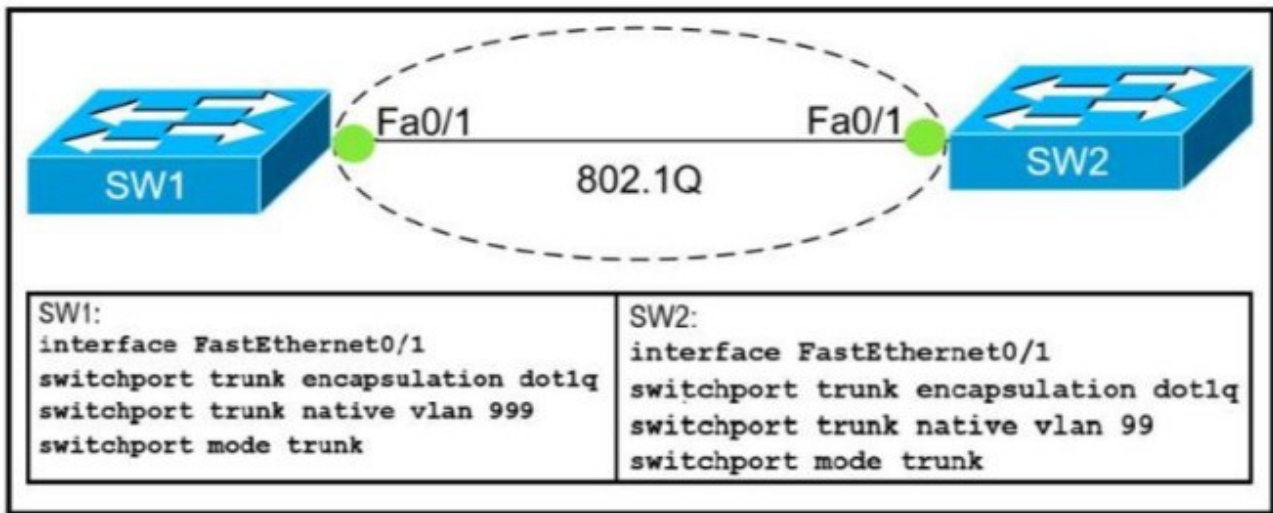 Fa0/1
Fa0/1
SW1
802.1Q
SW2
SW1:
interface FastEthernet0/1
switchport trunk encapsulation dot1q
switchport trunk native vlan 999
switchport mode trunk
SW2:
interface FastEthernet0/1
switchport trunk encapsulation dot1q
switchport trunk native vlan 99
switchport mode trunk